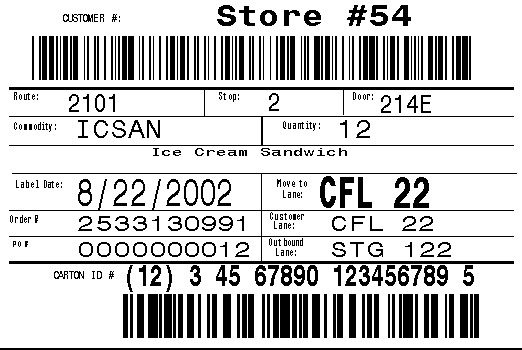 CUSTOMER #: Store #54
Route: 2101 Stop: 2 Door: 214E
Commodity: ICSAN Quantity: 12
Ice Cream Sandwich
Label Date: 8/22/2002 Move to Lane: CFL 22
Order # 2533130991 Customer Lane: CFL 22
PO # 0000000012 Outbound Lane: STG 122
CARTON ID # (12) 3 45 67890 123456789 5